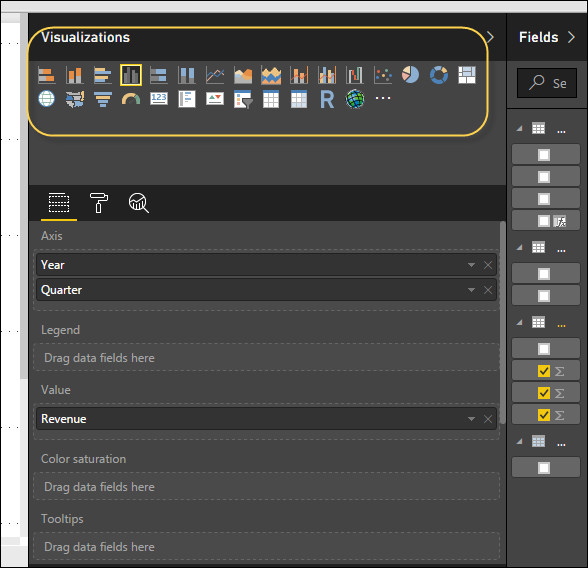 Visualizations
Fields
Se
123
R
...
...
...
...
...
Axis
Year
Quarter
Legend
Drag data fields here
Value
Revenue
Color saturation
Drag data fields here
Tooltips
Drag data fields here